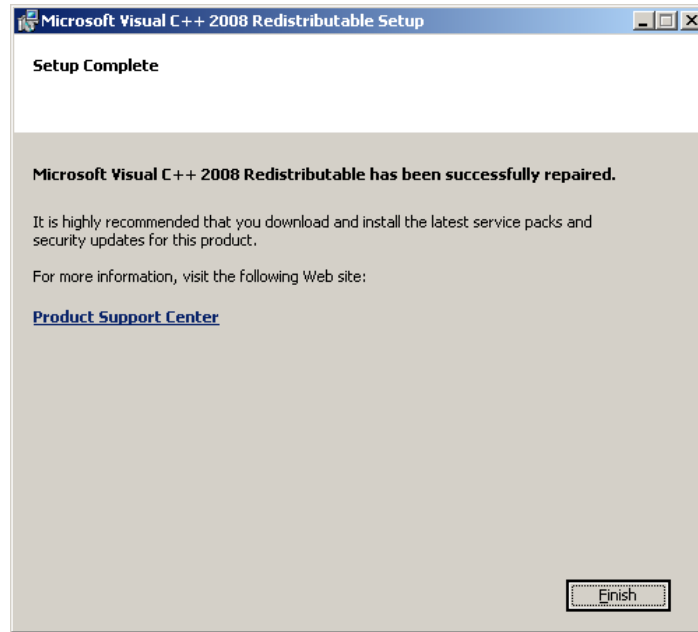 Microsoft Visual C++ 2008 Redistributable Setup
Setup Complete
Microsoft Visual C++ 2008 Redistributable has been successfully repaired.
It is highly recommended that you download and install the latest service packs and
security updates for this product.
For more information, visit the following Web site:
Product Support Center
Finish